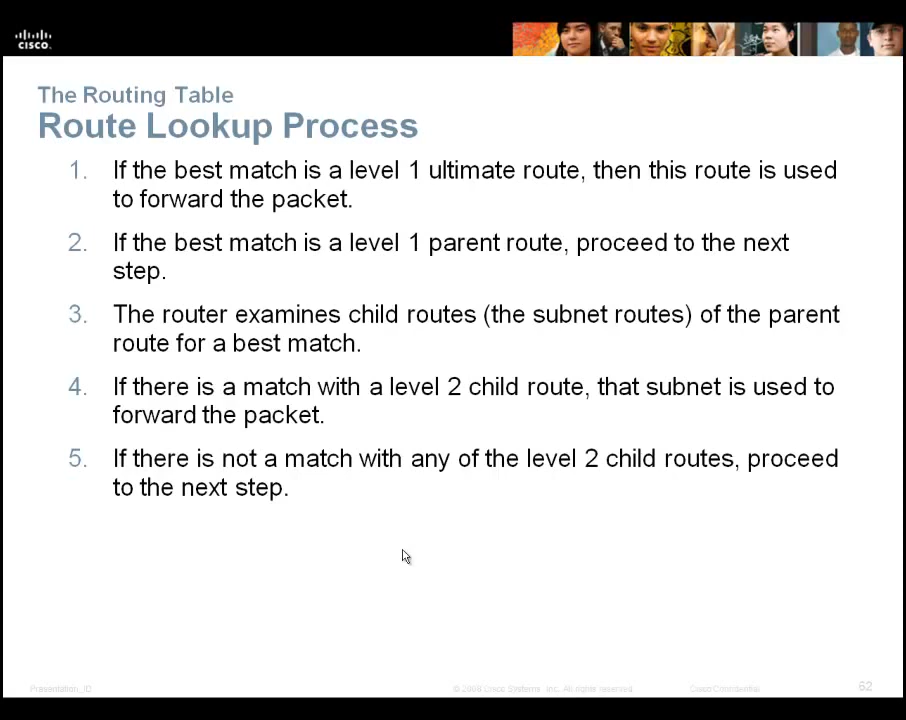 CISCO.
The Routing Table
Route Lookup Process
1. If the best match is a level 1 ultimate route, then this route is used
to forward the packet.
2. If the best match is a level 1 parent route, proceed to the next
step.
3. The router examines child routes (the subnet routes) of the parent
route for a best match.
4. If there is a match with a level 2 child route, that subnet is used to
forward the packet.
5. If there is not a match with any of the level 2 child routes, proceed
to the next step.
Presentation_ID © 2008 Cisco Systems, Inc. All rights reserved. Cisco Confidential 62